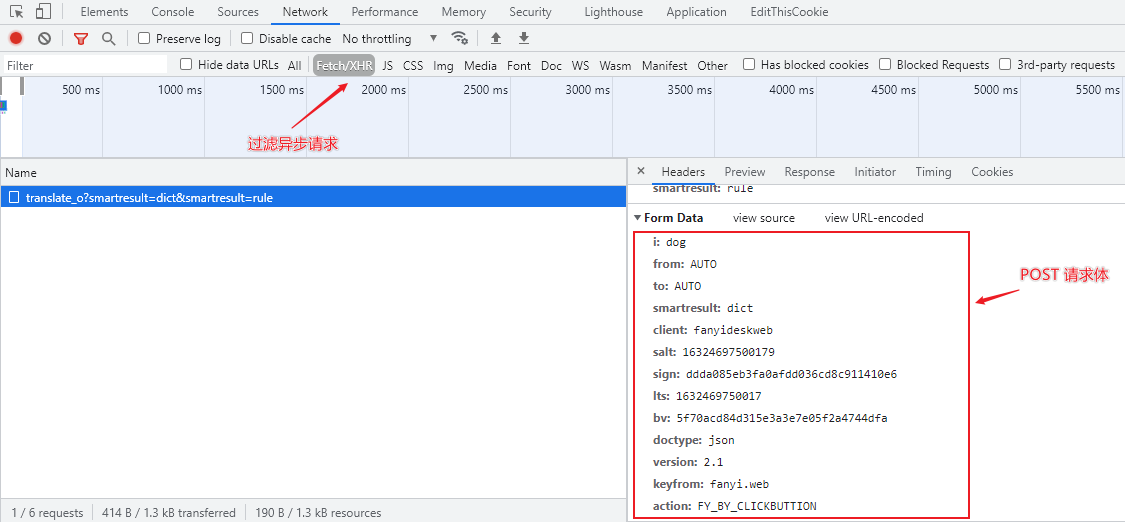 Elements Console Sources Network Performance Memory Security Lighthouse Application EditThisCookie
Preserve log Disable cache No throttling
Filter Hide data URLs All Fetch/XHR JS CSS Img Media Font Doc WS Wasm Manifest Other Has blocked cookies Blocked Requests 3rd-party requests
500 ms 1000 ms 1500 ms 2000 ms 2500 ms 3000 ms 3500 ms 4000 ms 4500 ms 5000 ms 5500 ms
过滤异步请求
Name
translate_o?smartresult=dict&smartresult=rule
1 / 6 requests 414 B / 1.3 kB transferred 190 B / 1.3 kB resources
× Headers Preview Response Initiator Timing Cookies
smartresult: rule
Form Data view source view URL-encoded
i: dog
from: AUTO
to: AUTO
smartresult: dict
client: fanyideskweb
salt: 16324697500179
sign: ddda085eb3fa0afdd036cd8c911410e6
lts: 1632469750017
bv: 5f70acd84d315e3a3e7e05f2a4744dfa
doctype: json
version: 2.1
keyfrom: fanyi.web
action: FY_BY_CLICKBUTTION
POST 请求体